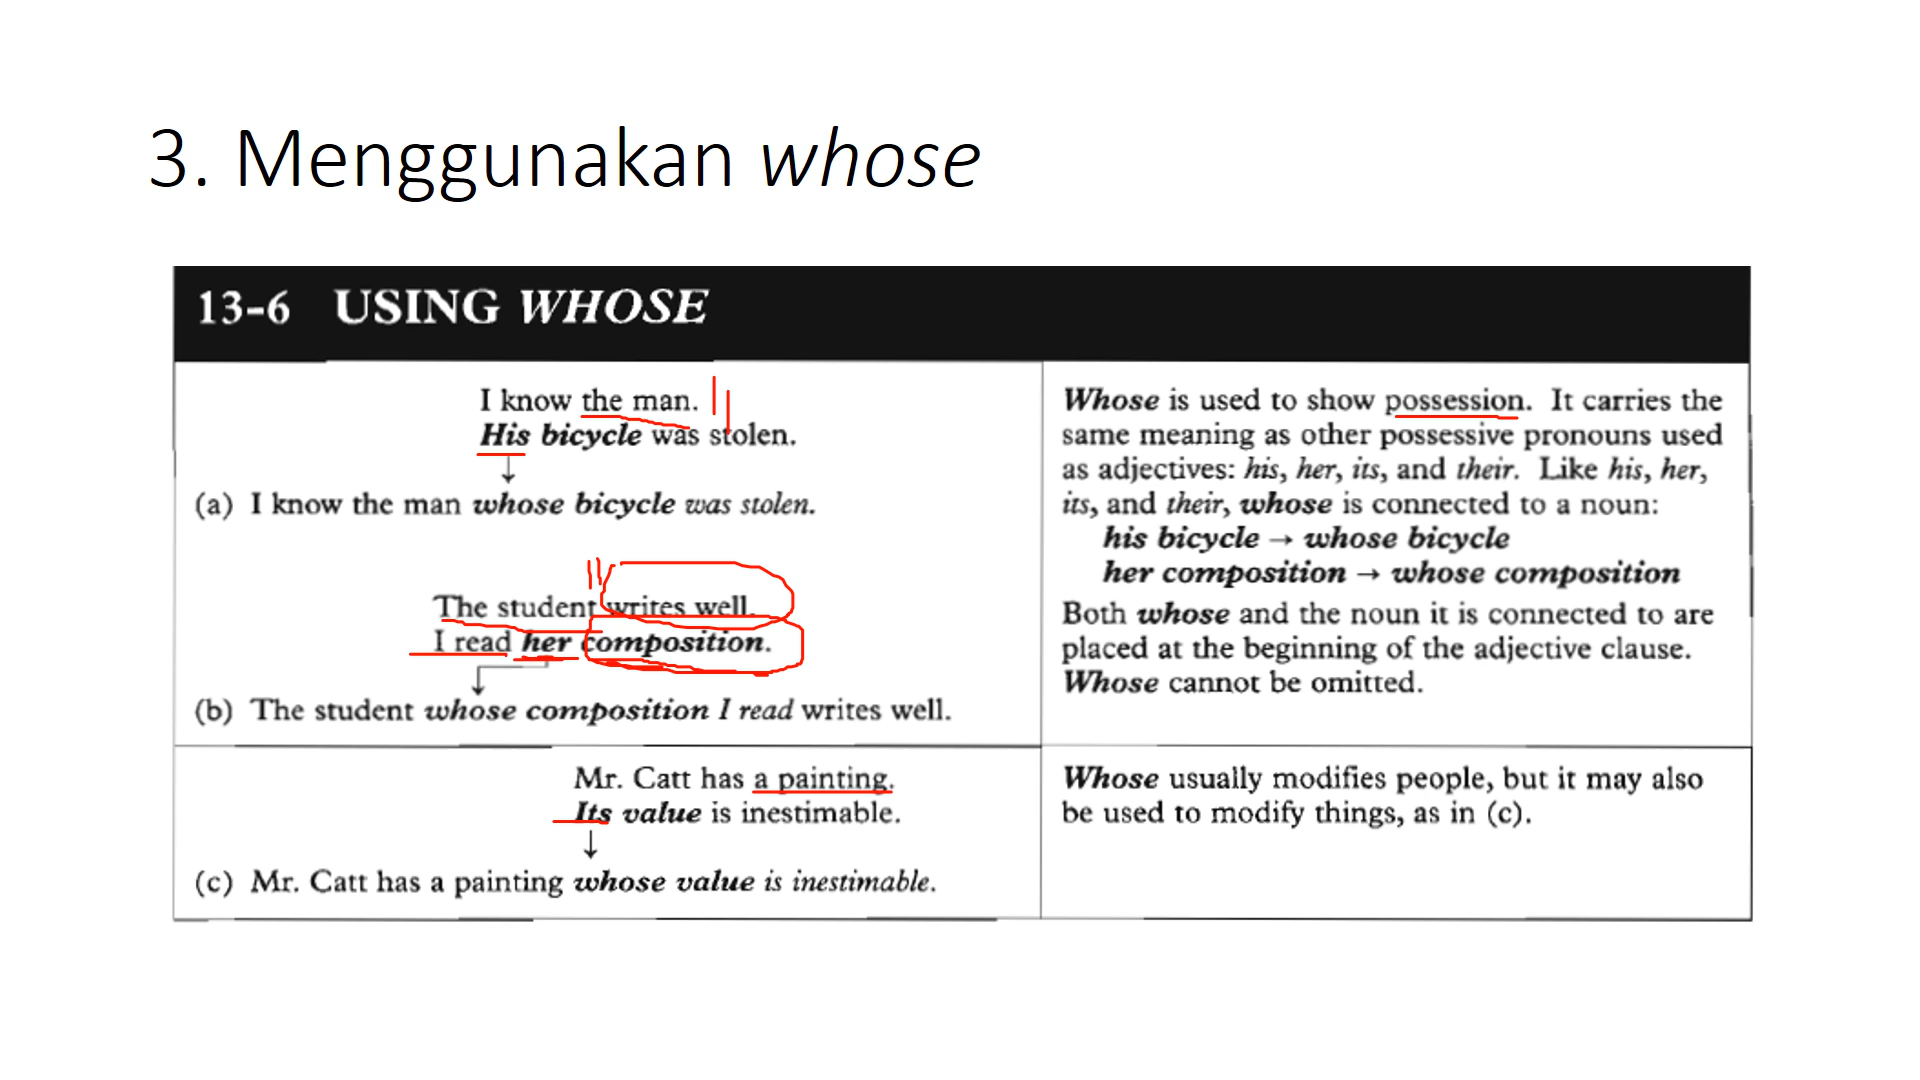 3. Menggunakan whose
13-6 USING WHOSE
I know the man.
His bicycle was stolen.
(a) I know the man whose bicycle was stolen.
The student writes well.
I read her composition.
(b) The student whose composition I read writes well.
Whose is used to show possession. It carries the
same meaning as other possessive pronouns used
as adjectives: his, her, its, and their. Like his, her,
its, and their, whose is connected to a noun:
his bicycle → whose bicycle
her composition → whose composition
Both whose and the noun it is connected to are
placed at the beginning of the adjective clause.
Whose cannot be omitted.
Mr. Catt has a painting.
Its value is inestimable.
(c) Mr. Catt has a painting whose value is inestimable.
Whose usually modifies people, but it may also
be used to modify things, as in (c).